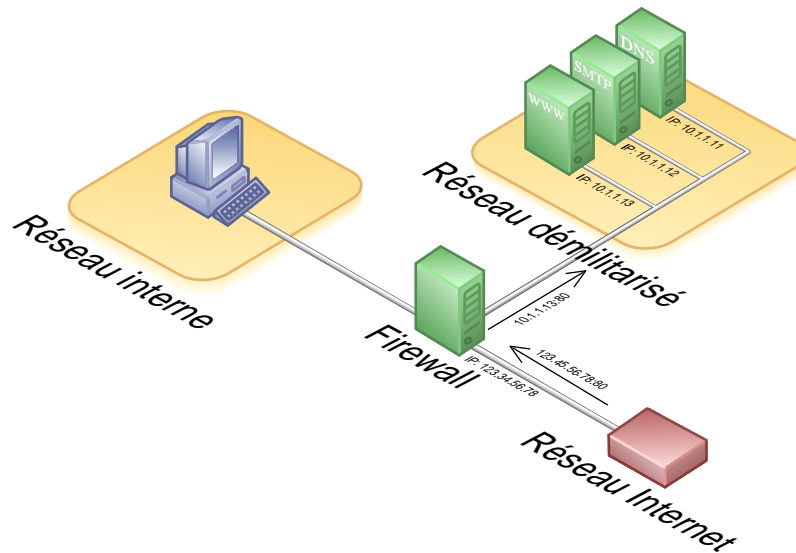 DNS
SMTP
WWW
IP: 10.1.1.11
IP: 10.1.1.12
IP: 10.1.1.13
Réseau démilitarisé
Réseau interne
10.1.1.13:80
Firewall
IP: 123.34.56.78
123.45.56.78:80
Réseau Internet